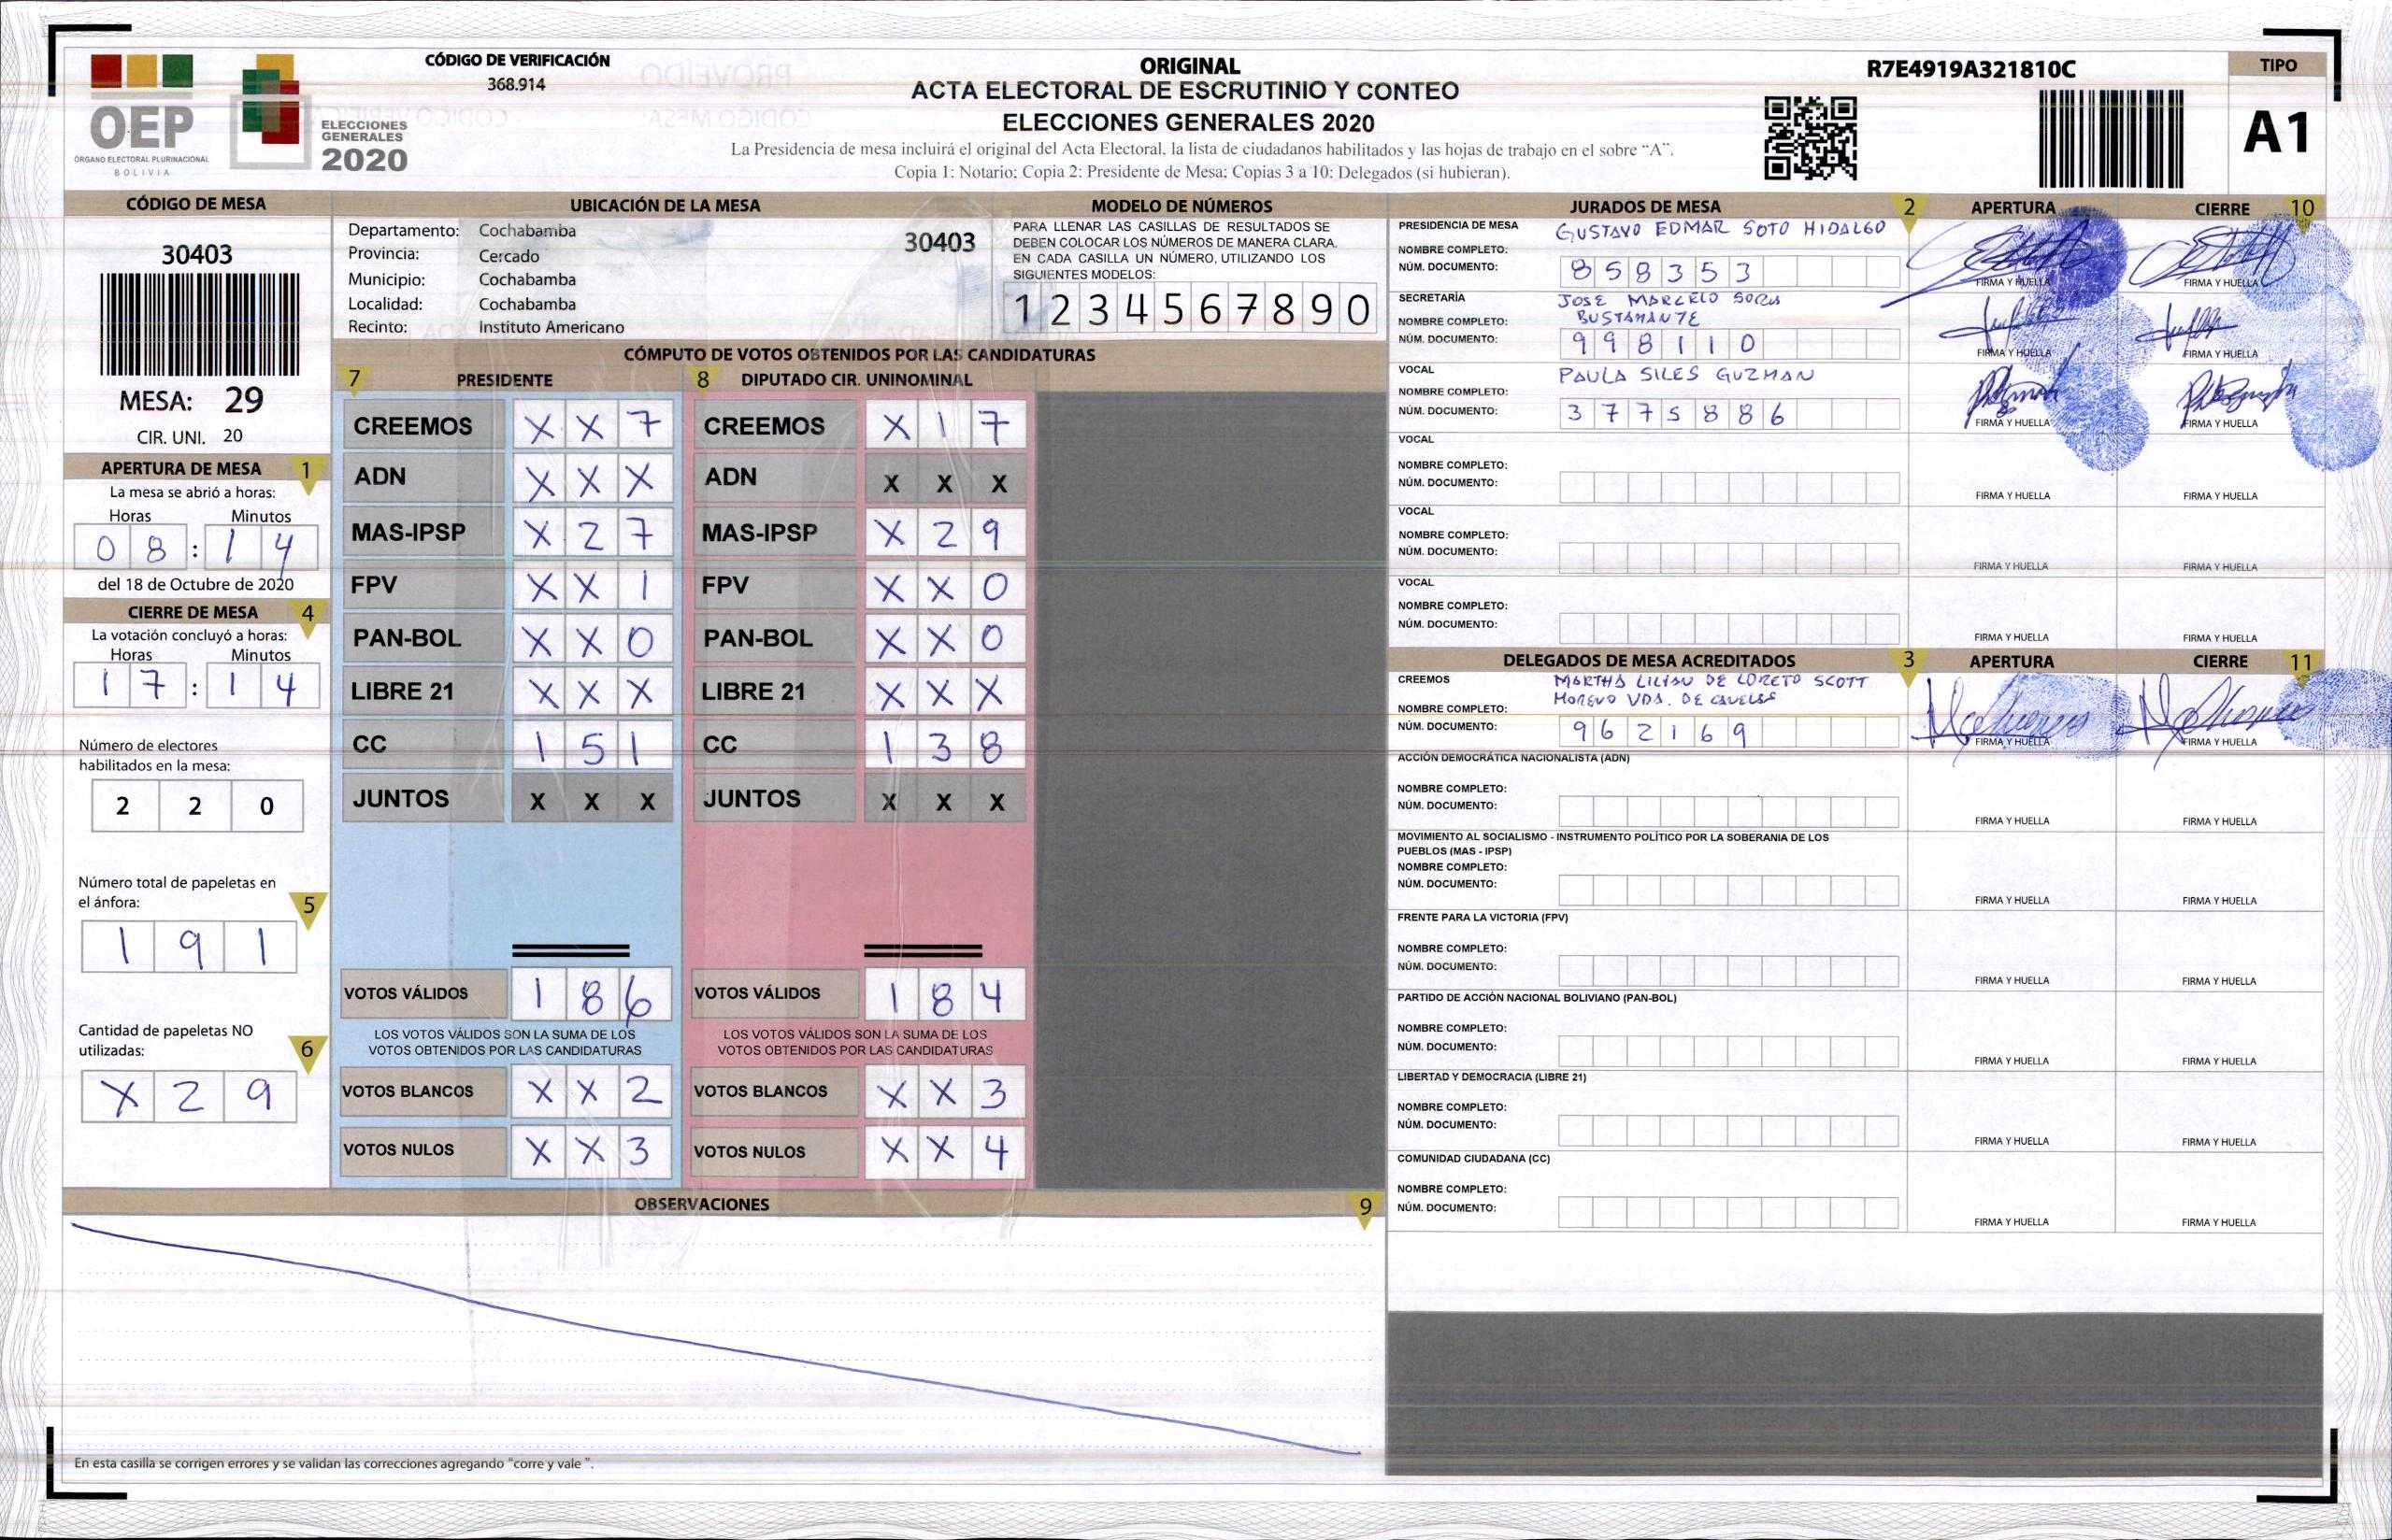 CÓDIGO DE VERIFICACIÓN
368.914
ORIGINAL
ACTA ELECTORAL DE ESCRUTINIO Y CONTEO
ELECCIONES GENERALES 2020
La Presidencia de mesa incluirá el original del Acta Electoral, la lista de ciudadanos habilitados y las hojas de trabajo en el sobre “A”.
Copia 1: Notario; Copia 2: Presidente de Mesa; Copias 3 a 10: Delegados (si hubieran).
R7E4919A321810C
TIPO
A1
OEP
ÓRGANO ELECTORAL PLURINACIONAL
BOLIVIA
ELECCIONES
GENERALES
2020
CÓDIGO DE MESA
30403
MESA: 29
CIR. UNI. 20
APERTURA DE MESA 1
La mesa se abrió a horas:
Horas Minutos
0 8 : 1 4
del 18 de Octubre de 2020
CIERRE DE MESA 4
La votación concluyó a horas:
Horas Minutos
1 7 : 1 4
Número de electores
habilitados en la mesa:
2 2 0
Número total de papeletas en
el ánfora: 5
1 9 1
Cantidad de papeletas NO
utilizadas: 6
X 2 9
UBICACIÓN DE LA MESA
Departamento: Cochabamba
Provincia: Cercado
Municipio: Cochabamba
Localidad: Cochabamba
Recinto: Instituto Americano
30403
MODELO DE NÚMEROS
PARA LLENAR LAS CASILLAS DE RESULTADOS SE
DEBEN COLOCAR LOS NÚMEROS DE MANERA CLARA.
EN CADA CASILLA UN NÚMERO, UTILIZANDO LOS
SIGUIENTES MODELOS:
1 2 3 4 5 6 7 8 9 0
CÓMPUTO DE VOTOS OBTENIDOS POR LAS CANDIDATURAS
7 PRESIDENTE
CREEMOS X X 7
ADN X X X
MAS-IPSP X 2 7
FPV X X 1
PAN-BOL X X 0
LIBRE 21 X X X
CC 1 5 1
JUNTOS X X X
VOTOS VÁLIDOS 1 8 6
LOS VOTOS VÁLIDOS SON LA SUMA DE LOS
VOTOS OBTENIDOS POR LAS CANDIDATURAS
VOTOS BLANCOS X X 2
VOTOS NULOS X X 3
8 DIPUTADO CIR. UNINOMINAL
CREEMOS X 1 7
ADN X X X
MAS-IPSP X 2 9
FPV X X 0
PAN-BOL X X 0
LIBRE 21 X X X
CC 1 3 8
JUNTOS X X X
VOTOS VÁLIDOS 1 8 4
LOS VOTOS VÁLIDOS SON LA SUMA DE LOS
VOTOS OBTENIDOS POR LAS CANDIDATURAS
VOTOS BLANCOS X X 3
VOTOS NULOS X X 4
OBSERVACIONES 9
En esta casilla se corrigen errores y se validan las correcciones agregando "corre y vale ".
JURADOS DE MESA 2 APERTURA CIERRE 10
PRESIDENCIA DE MESA
NOMBRE COMPLETO: GUSTAVO EDMAR SOTO HIDALGO
NÚM. DOCUMENTO: 8 5 8 3 5 3
FIRMA Y HUELLA FIRMA Y HUELLA
SECRETARÍA JOSE MARCELO SORIA
NOMBRE COMPLETO: BUSTAMANTE
NÚM. DOCUMENTO: 9 9 8 1 1 0
FIRMA Y HUELLA FIRMA Y HUELLA
VOCAL
NOMBRE COMPLETO: PAULA SILES GUZMAN
NÚM. DOCUMENTO: 3 7 7 5 8 8 6
FIRMA Y HUELLA FIRMA Y HUELLA
VOCAL
NOMBRE COMPLETO:
NÚM. DOCUMENTO:
FIRMA Y HUELLA FIRMA Y HUELLA
VOCAL
NOMBRE COMPLETO:
NÚM. DOCUMENTO:
FIRMA Y HUELLA FIRMA Y HUELLA
VOCAL
NOMBRE COMPLETO:
NÚM. DOCUMENTO:
FIRMA Y HUELLA FIRMA Y HUELLA
DELEGADOS DE MESA ACREDITADOS 3 APERTURA CIERRE 11
CREEMOS MARTHA LILIAN DE LORETO SCOTT
NOMBRE COMPLETO: MORENO VDA. DE
NÚM. DOCUMENTO: 9 6 2 1 6 9
FIRMA Y HUELLA FIRMA Y HUELLA
ACCIÓN DEMOCRÁTICA NACIONALISTA (ADN)
NOMBRE COMPLETO:
NÚM. DOCUMENTO:
FIRMA Y HUELLA FIRMA Y HUELLA
MOVIMIENTO AL SOCIALISMO - INSTRUMENTO POLÍTICO POR LA SOBERANIA DE LOS
PUEBLOS (MAS - IPSP)
NOMBRE COMPLETO:
NÚM. DOCUMENTO:
FIRMA Y HUELLA FIRMA Y HUELLA
FRENTE PARA LA VICTORIA (FPV)
NOMBRE COMPLETO:
NÚM. DOCUMENTO:
FIRMA Y HUELLA FIRMA Y HUELLA
PARTIDO DE ACCIÓN NACIONAL BOLIVIANO (PAN-BOL)
NOMBRE COMPLETO:
NÚM. DOCUMENTO:
FIRMA Y HUELLA FIRMA Y HUELLA
LIBERTAD Y DEMOCRACIA (LIBRE 21)
NOMBRE COMPLETO:
NÚM. DOCUMENTO:
FIRMA Y HUELLA FIRMA Y HUELLA
COMUNIDAD CIUDADANA (CC)
NOMBRE COMPLETO:
NÚM. DOCUMENTO:
FIRMA Y HUELLA FIRMA Y HUELLA